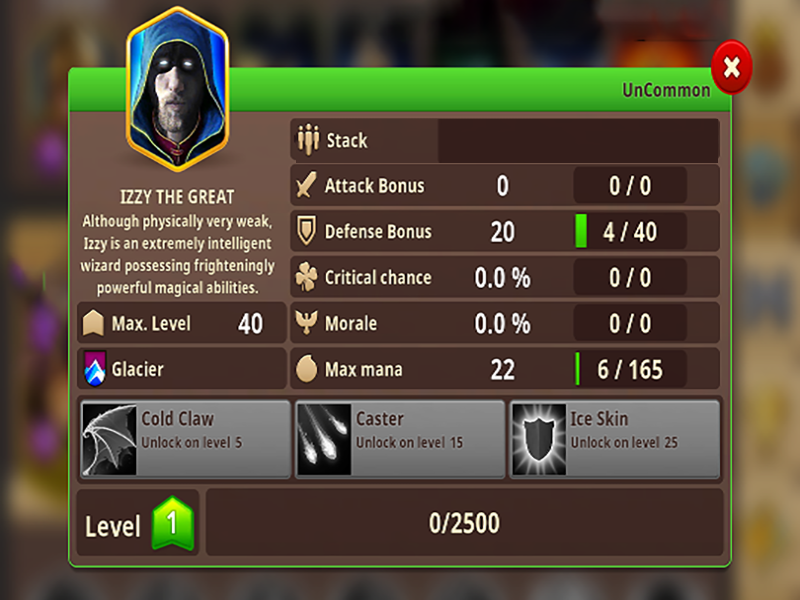 UnCommon
IZZY THE GREAT
Although physically very weak,
Izzy is an extremely intelligent
wizard possessing frighteningly
powerful magical abilities.
Max. Level 40
Glacier
Stack
Attack Bonus 0 0 / 0
Defense Bonus 20 4 / 40
Critical chance 0.0 % 0 / 0
Morale 0.0 % 0 / 0
Max mana 22 6 / 165
Cold Claw
Unlock on level 5
Caster
Unlock on level 15
Ice Skin
Unlock on level 25
Level 1 0/2500